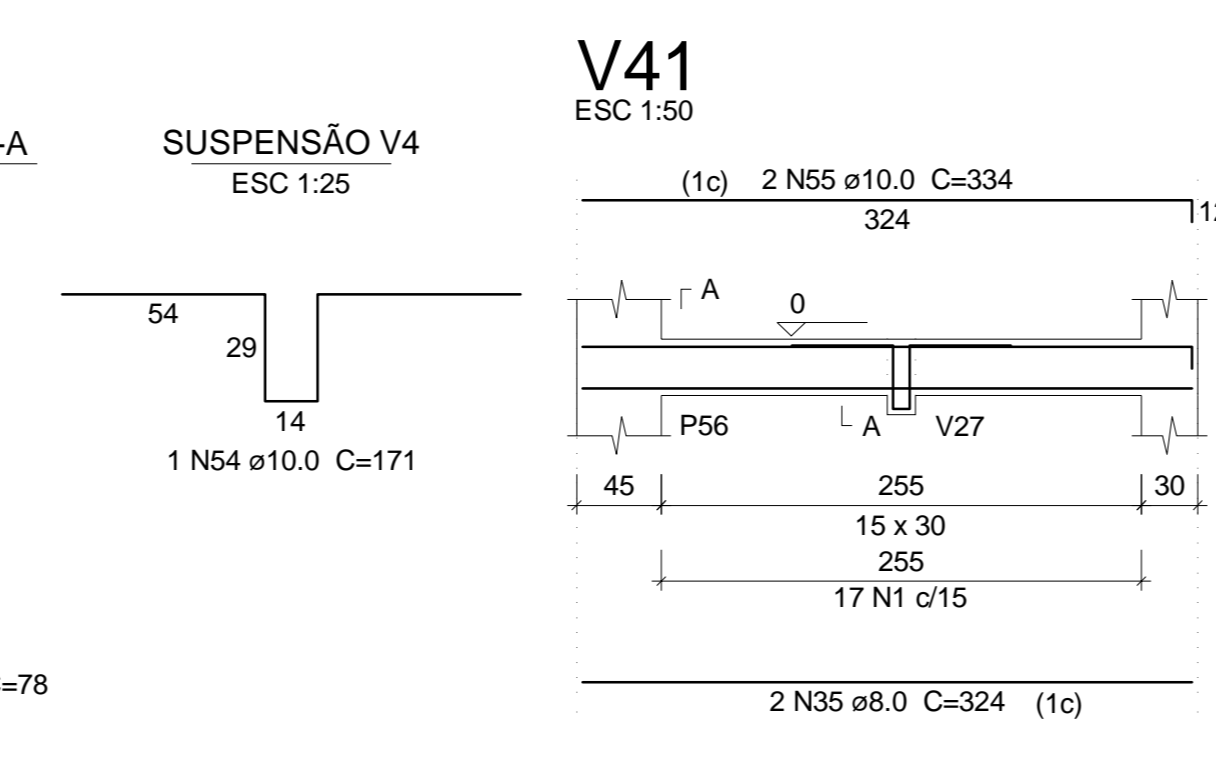 -A
SUSPENSÃO V4
ESC 1:25
54
29
14
1 N54 ø10.0 C=171
=78
V41
ESC 1:50
(1c) 2 N55 ø10.0 C=334
324
A
0
P56
A
V27
45
255
30
15 x 30
255
17 N1 c/15
2 N35 ø8.0 C=324 (1c)